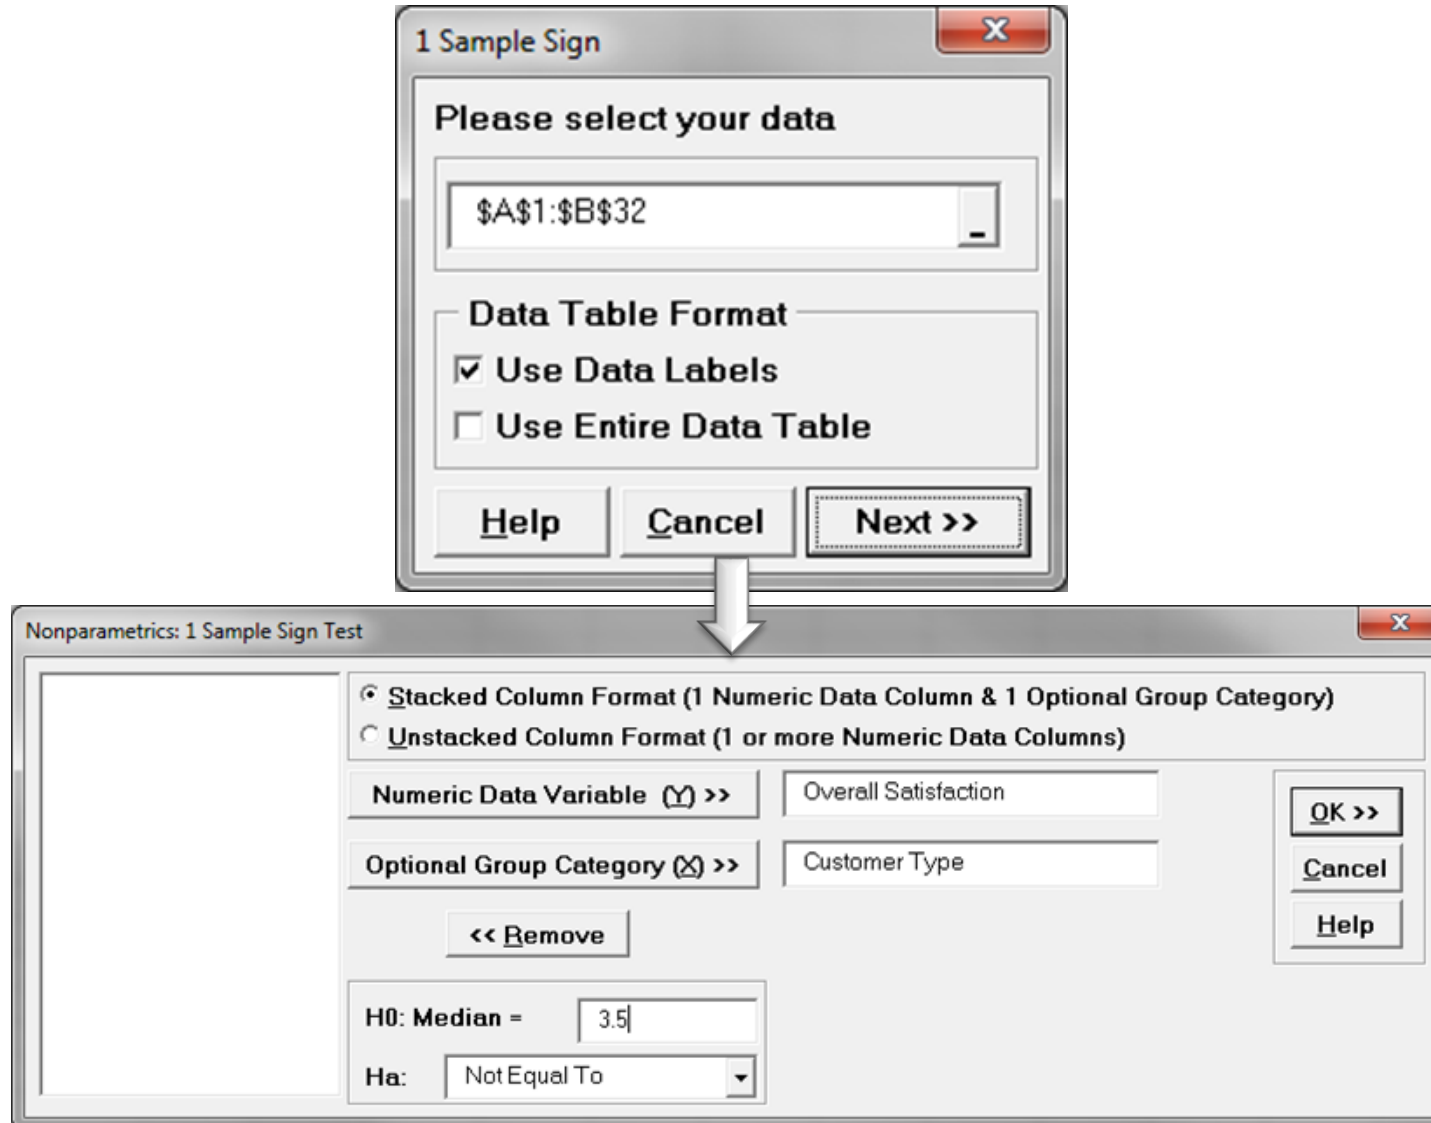 1 Sample Sign
X
Please select your data
$A$1:$B$32
Data Table Format
Use Data Labels
Use Entire Data Table
Help Cancel Next >>
Nonparametrics: 1 Sample Sign Test
X
Stacked Column Format (1 Numeric Data Column & 1 Optional Group Category)
Unstacked Column Format (1 or more Numeric Data Columns)
Numeric Data Variable (Y) >> Overall Satisfaction
OK >>
Optional Group Category (X) >> Customer Type
Cancel
<< Remove
Help
H0: Median = 3.5
Ha: Not Equal To